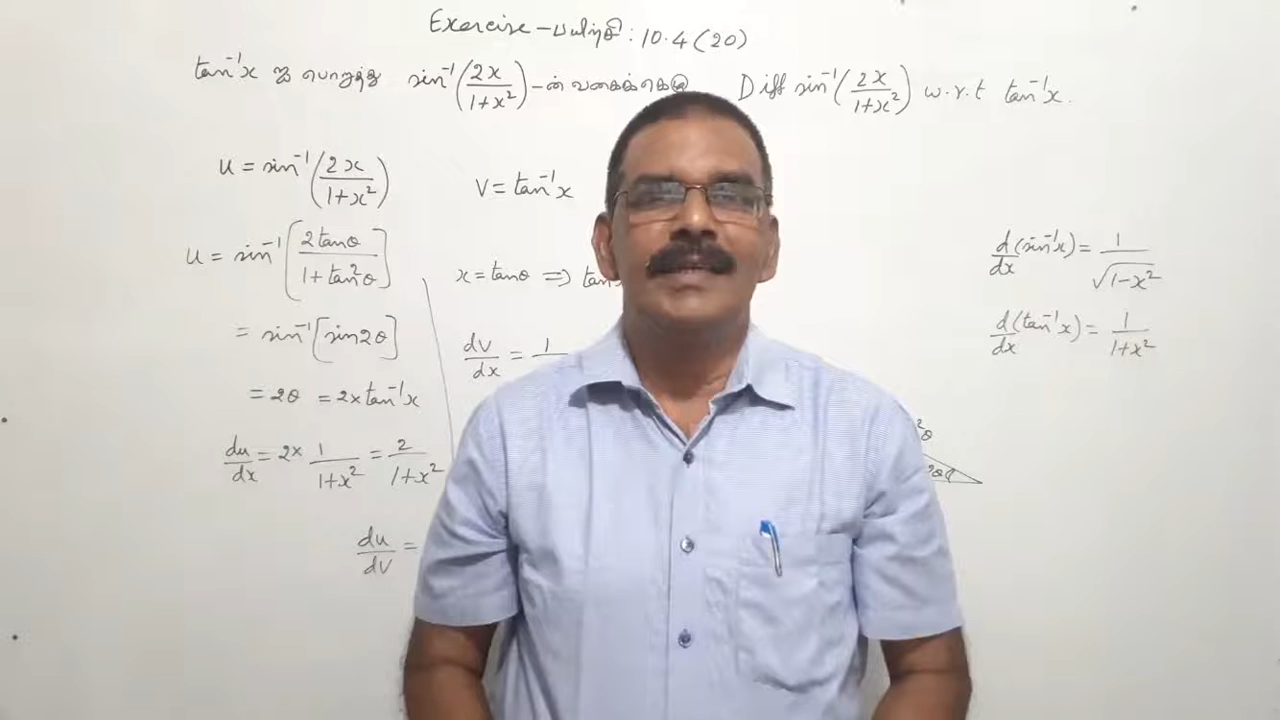 Exercise - பயிற்சி : 10.4 (20)
tan⁻¹x ஐ பொறுத்து sin⁻¹(2x/1+x²) - ன் வகைக்கெழு Diff sin⁻¹(2x/1+x²) w.r.t tan⁻¹x.
u = sin⁻¹(2x/1+x²)
v = tan⁻¹x
u = sin⁻¹[2tanθ/1+tan²θ]
= sin⁻¹[sin2θ]
= 2θ = 2×tan⁻¹x
du/dx = 2× 1/1+x² = 2/1+x²
x = tanθ ⇒ tan
dv/dx = 1
du/dv =
d/dx(sin⁻¹x) = 1/√1-x²
d/dx(tan⁻¹x) = 1/1+x²
2θ